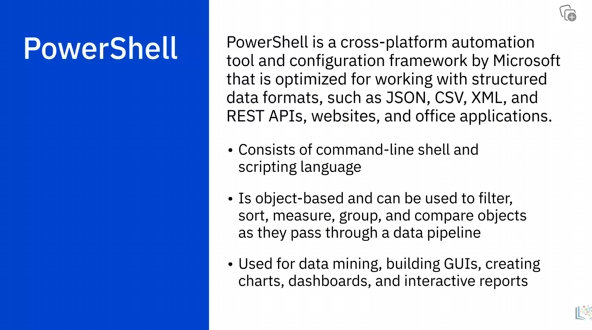 PowerShell
PowerShell is a cross-platform automation
tool and configuration framework by Microsoft
that is optimized for working with structured
data formats, such as JSON, CSV, XML, and
REST APIs, websites, and office applications.
• Consists of command-line shell and
scripting language
• Is object-based and can be used to filter,
sort, measure, group, and compare objects
as they pass through a data pipeline
• Used for data mining, building GUIs, creating
charts, dashboards, and interactive reports